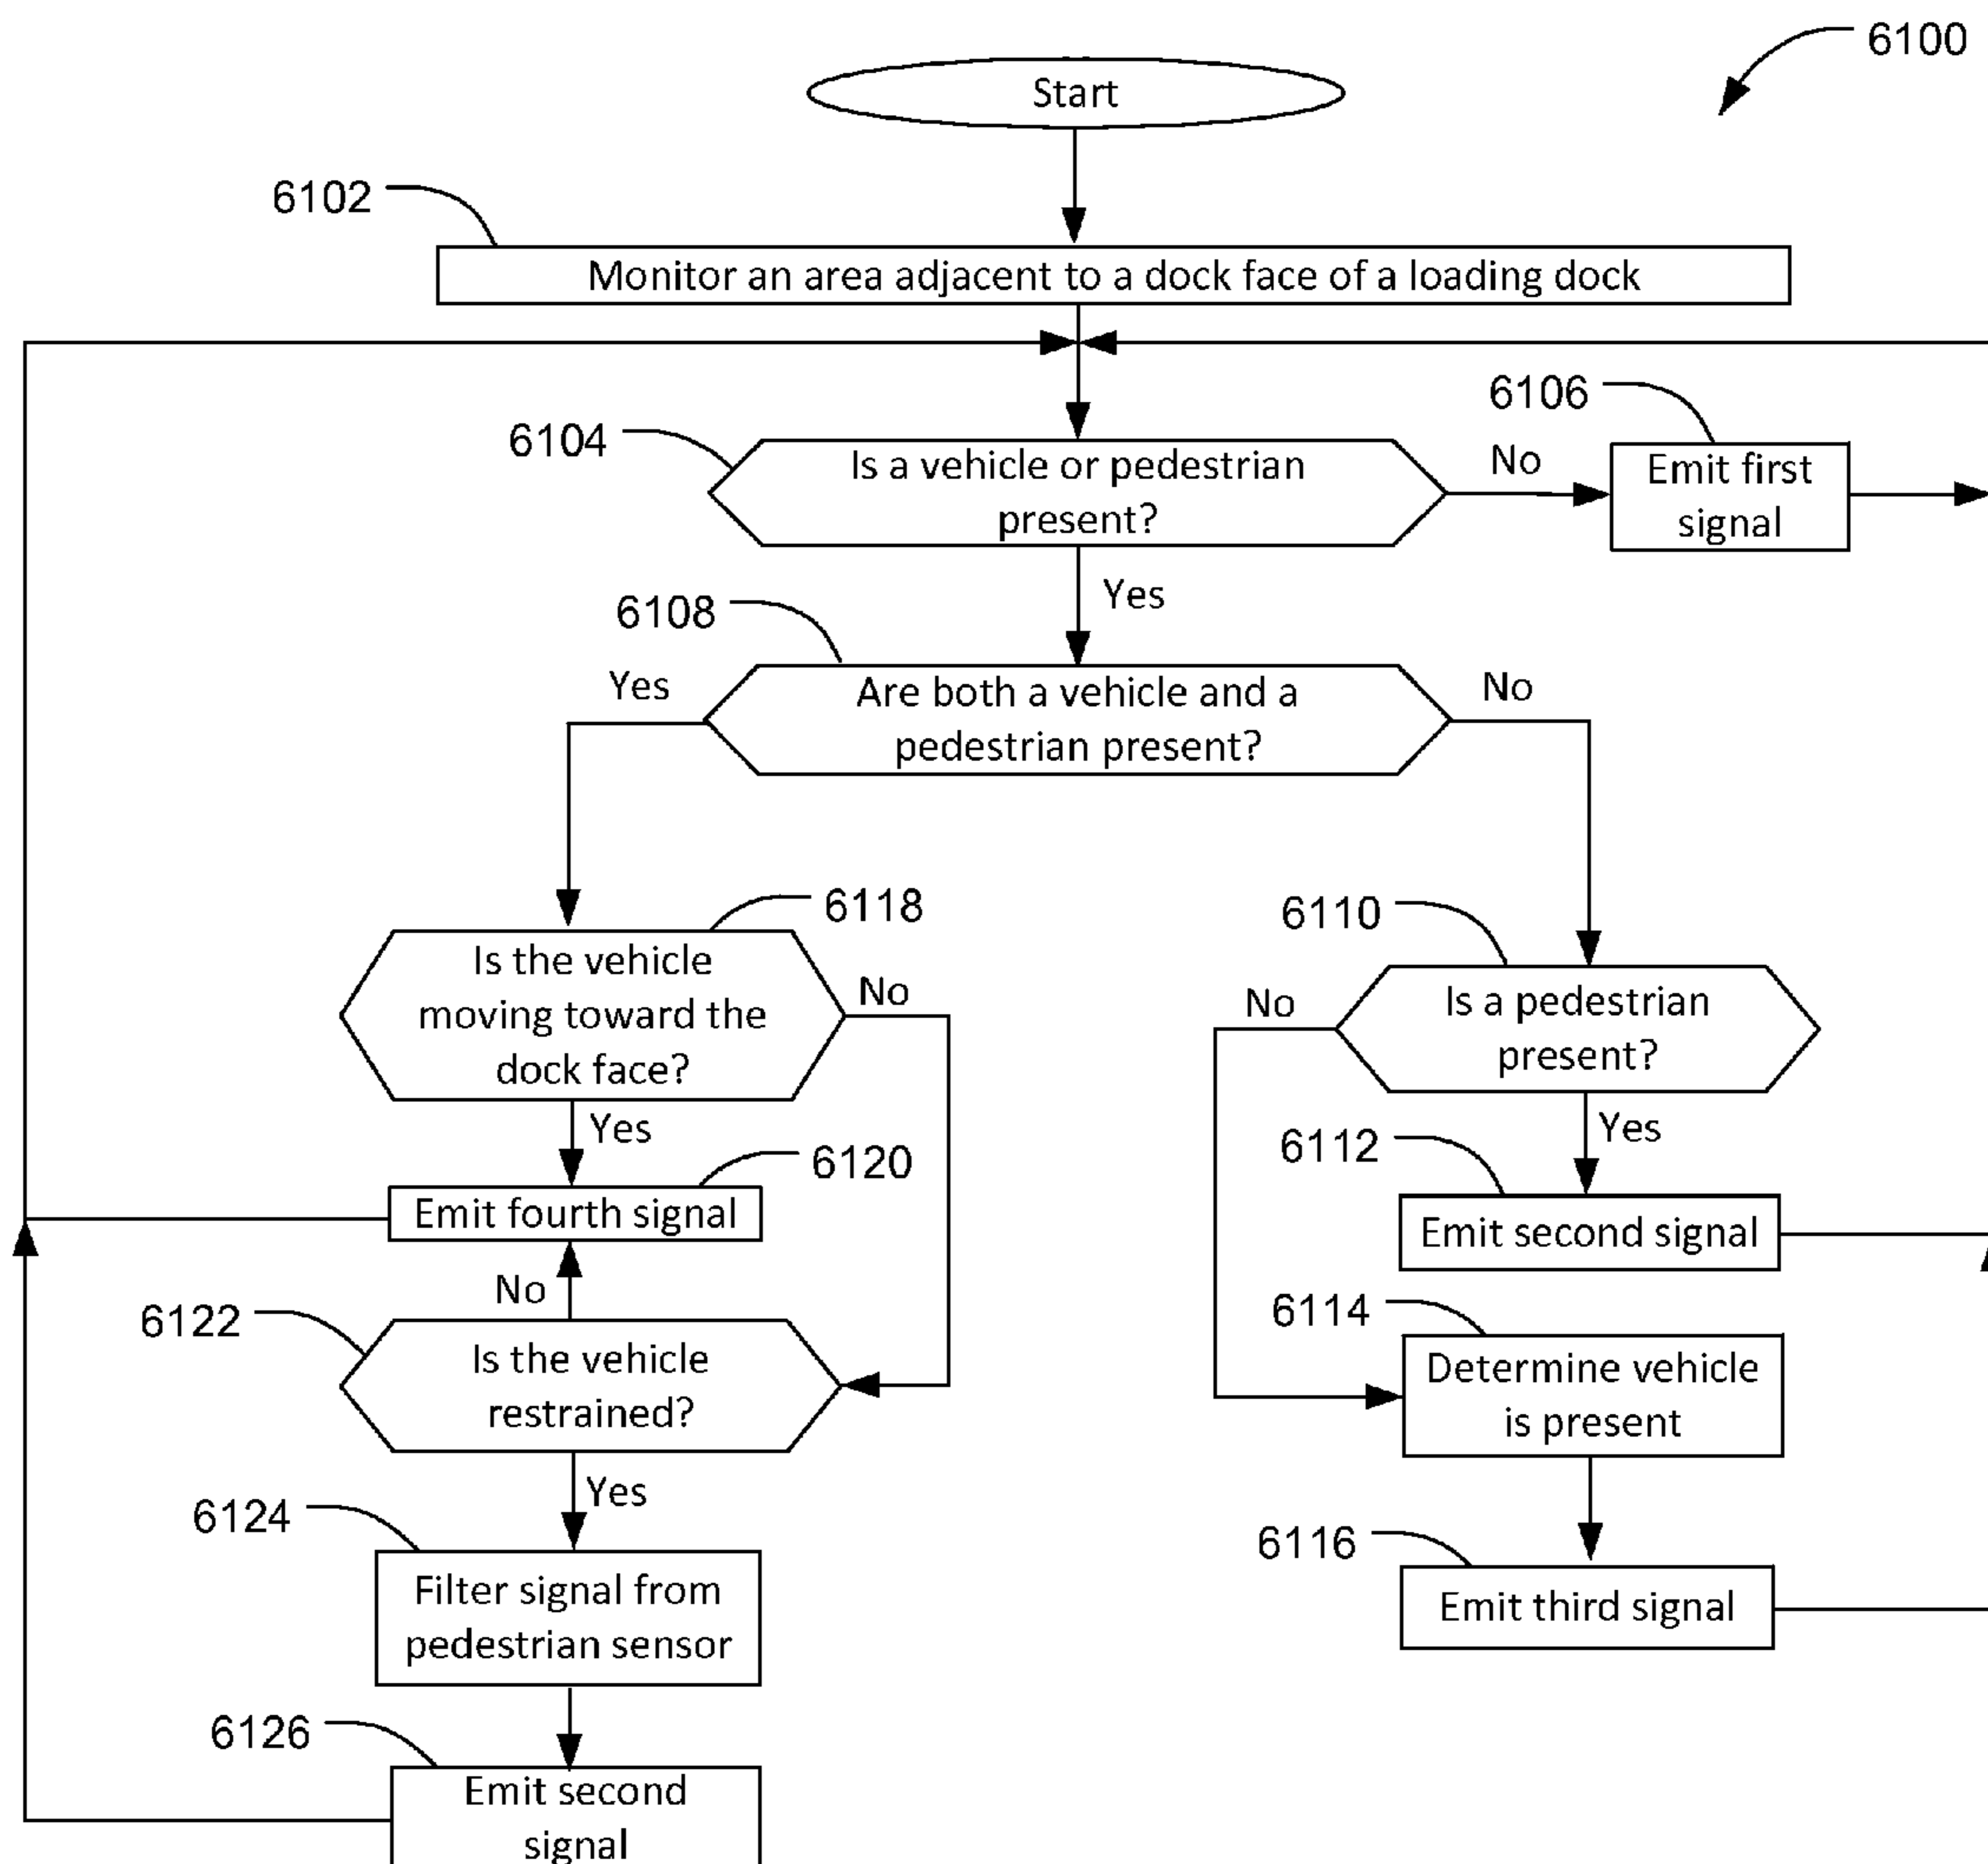 6100
Start
6102
Monitor an area adjacent to a dock face of a loading dock
6104
Is a vehicle or pedestrian
present?
No
6106
Emit first
signal
Yes
6108
Are both a vehicle and a
pedestrian present?
Yes
No
6118
Is the vehicle
moving toward the
dock face?
No
Yes
6120
Emit fourth signal
No
6122
Is the vehicle
restrained?
Yes
6124
Filter signal from
pedestrian sensor
6126
Emit second
signal
6110
Is a pedestrian
present?
No
Yes
6112
Emit second signal
6114
Determine vehicle
is present
6116
Emit third signal